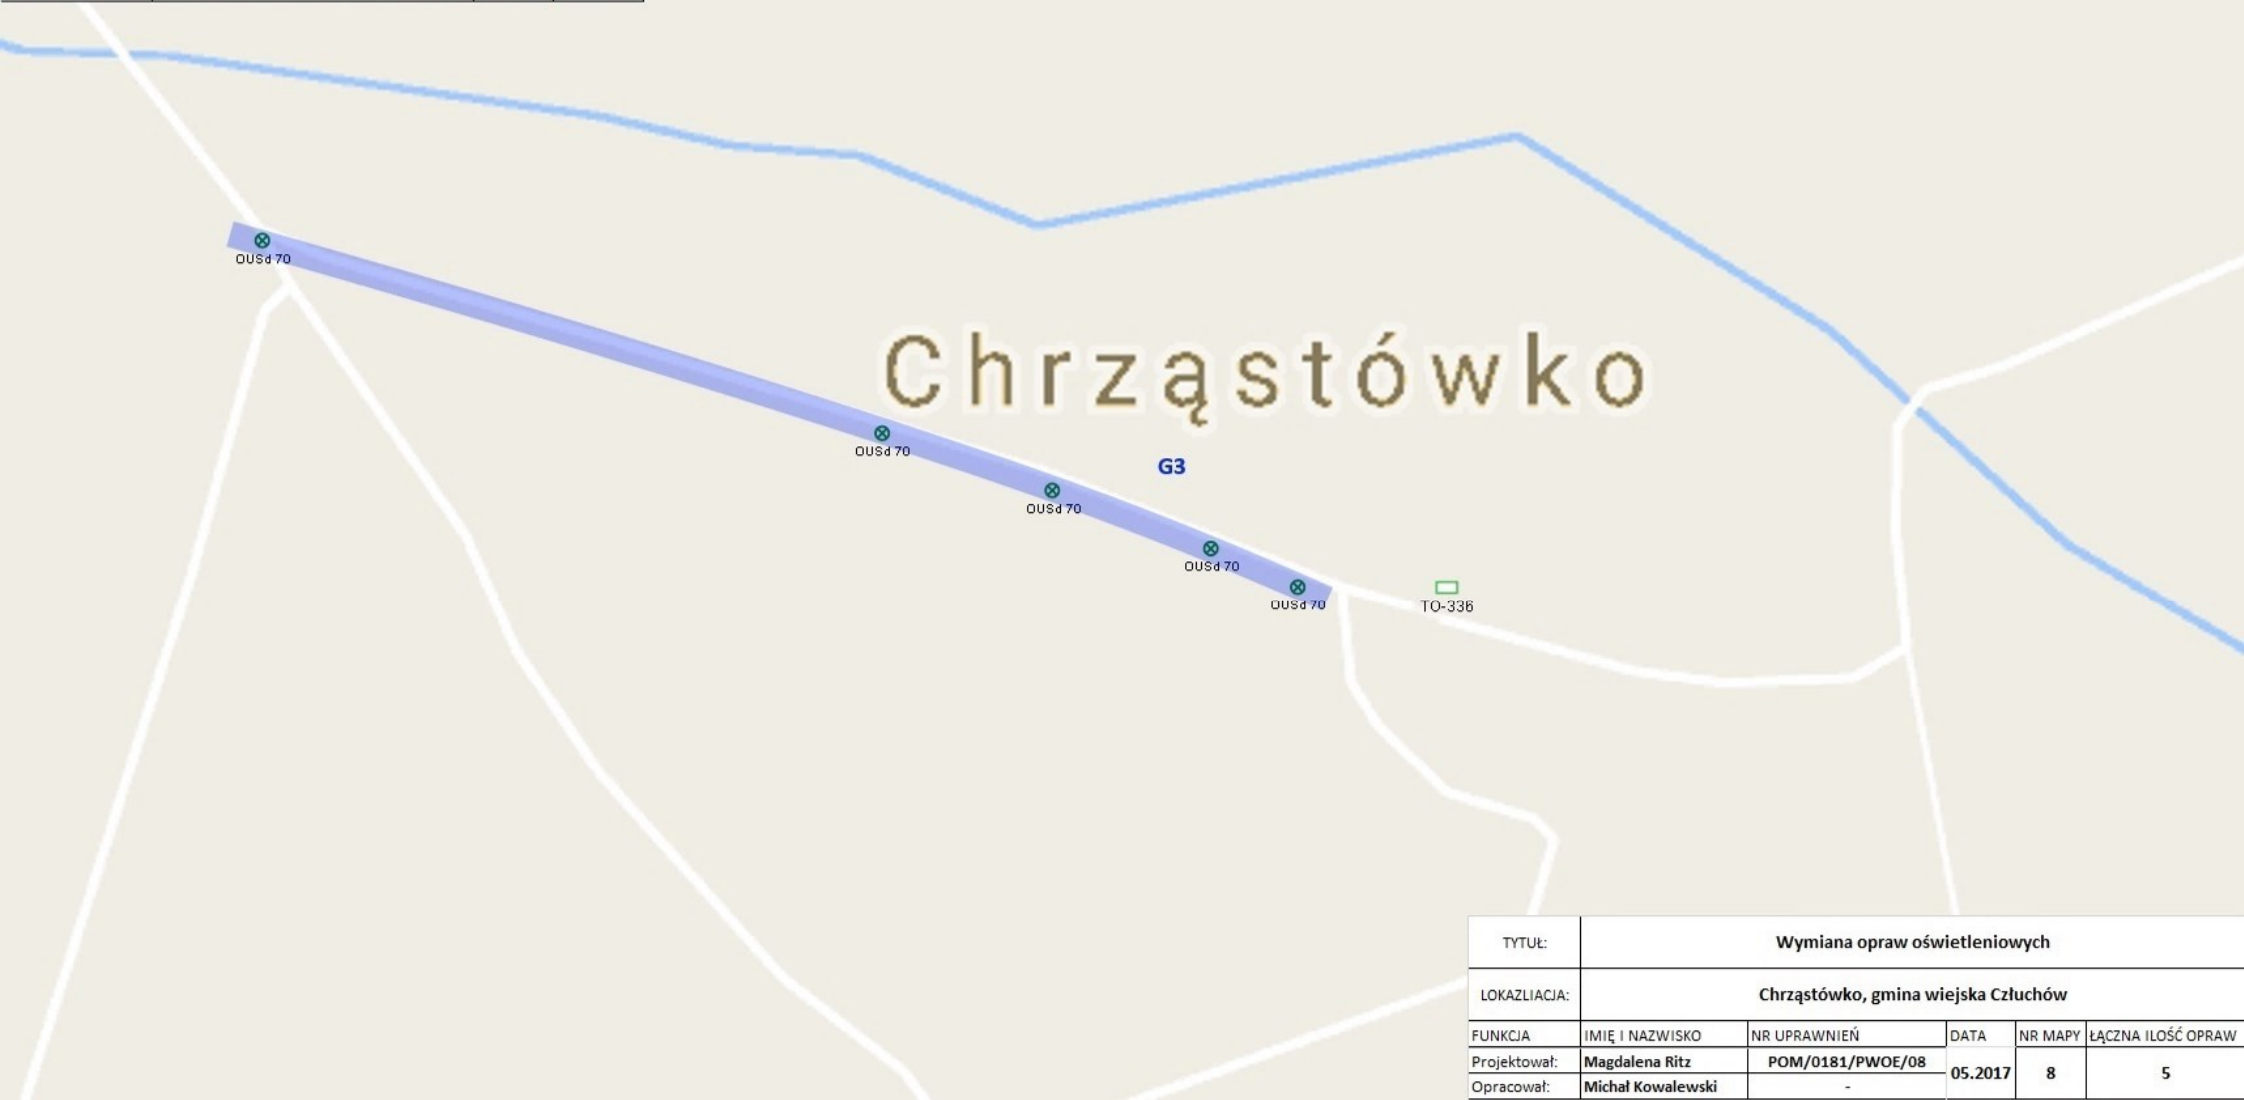 OUSd 70
Chrząstówko
OUSd 70
G3
OUSd 70
OUSd 70
OUSd 70
TO-336
TYTUŁ: Wymiana opraw oświetleniowych
LOKAZLIACJA: Chrząstówko, gmina wiejska Człuchów
FUNKCJA IMIĘ I NAZWISKO NR UPRAWNIEŃ DATA NR MAPY ŁĄCZNA ILOŚĆ OPRAW
Projektował: Magdalena Ritz POM/0181/PWOE/08 05.2017 8 5
Opracował: Michał Kowalewski -